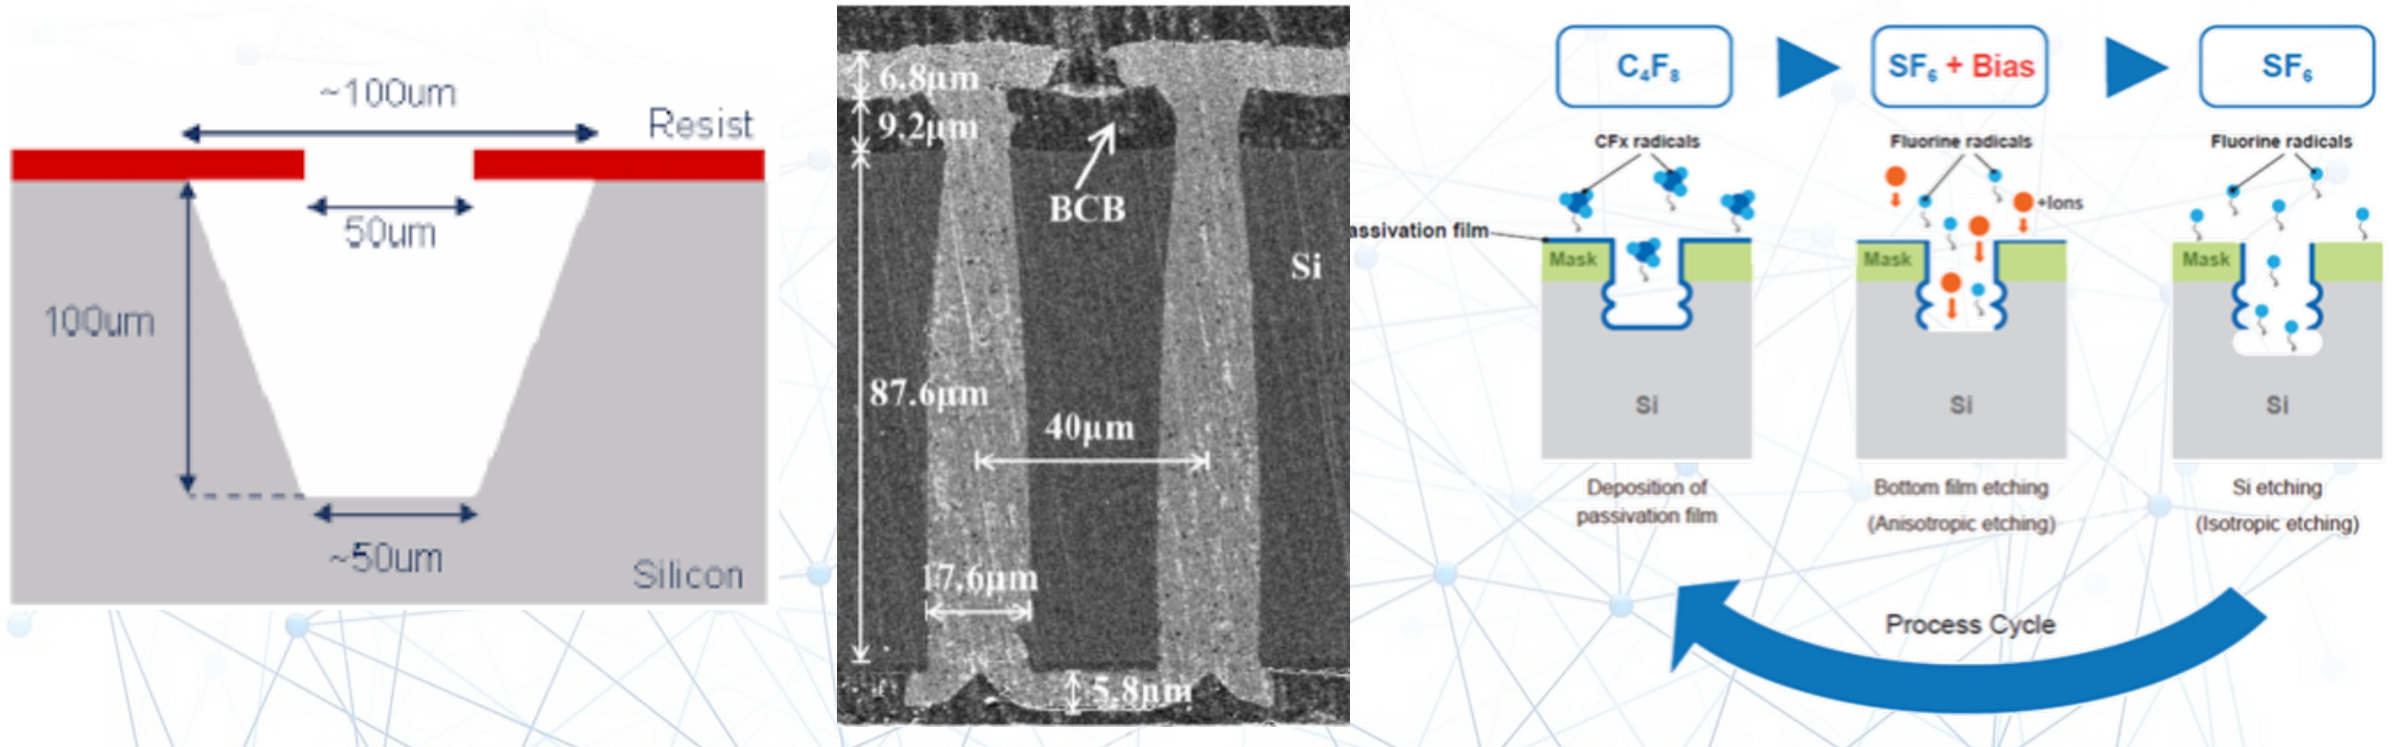 ~100um
Resist
50um
100um
~50um
Silicon
6.8μm
9.2μm
BCB
Si
87.6μm
40μm
17.6μm
5.8μm
C₄F₈
SF₆ + Bias
SF₆
CFx radicals
Fluorine radicals
Fluorine radicals
+Ions
assivation film
Mask
Mask
Mask
Si
Si
Si
Deposition of
passivation film
Bottom film etching
(Anisotropic etching)
Si etching
(Isotropic etching)
Process Cycle